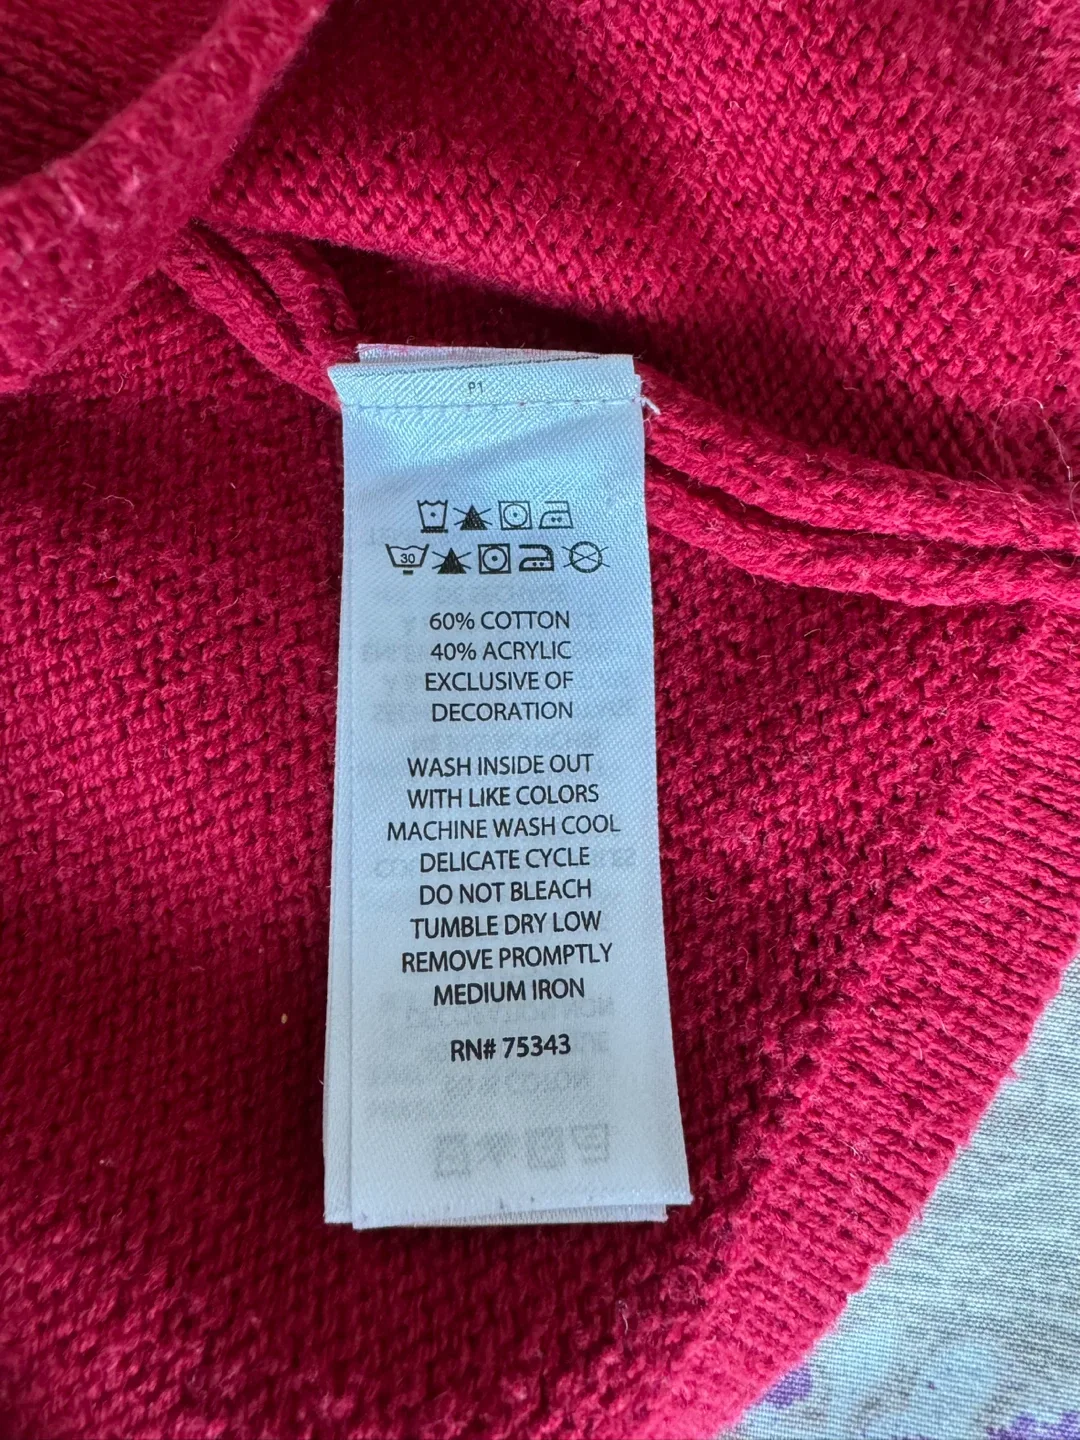 P1
30
60% COTTON
40% ACRYLIC
EXCLUSIVE OF
DECORATION
WASH INSIDE OUT
WITH LIKE COLORS
MACHINE WASH COOL
DELICATE CYCLE
DO NOT BLEACH
TUMBLE DRY LOW
REMOVE PROMPTLY
MEDIUM IRON
RN# 75343